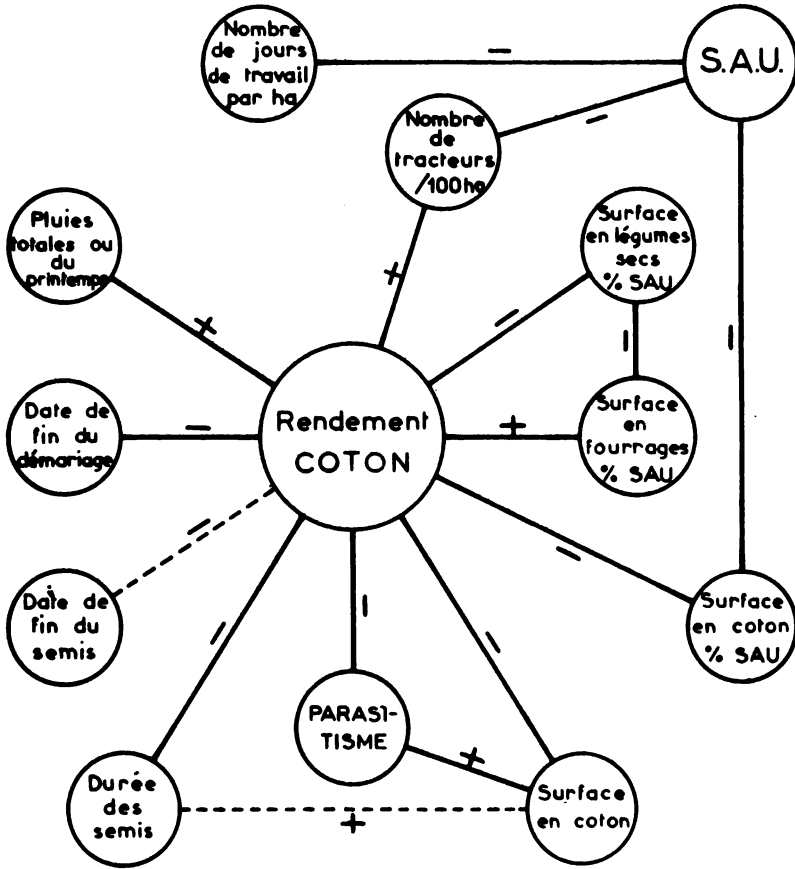 Nombre
de jours
de travail
par ha
S.A.U.
−
Nombre
de
tracteurs
/100 ha
−
Pluies
totales ou
du
printemps
Surface
en légumes
secs
% SAU
+
+
−
−
−
Date de
fin du
démariage
−
Rendement
COTON
+
Surface
en
fourrages
% SAU
−
−
Date de
fin du
semis
−
−
−
Surface
en coton
% SAU
PARASI-
TISME
+
Durée
des
semis
+
Surface
en coton